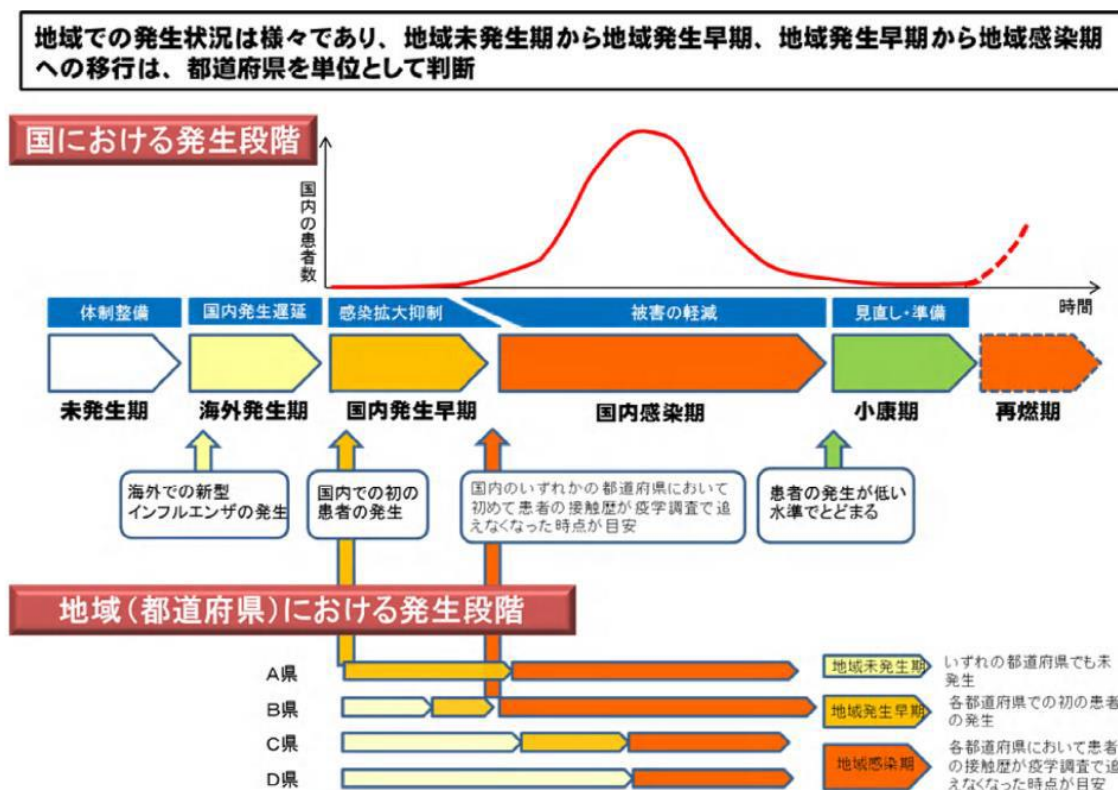 地域での発生状況は様々であり、地域未発生期から地域発生早期、地域発生早期から地域感染期
への移行は、都道府県を単位として判断
国における発生段階
国内の患者数
時間
体制整備
国内発生遅延
感染拡大抑制
被害の軽減
見直し・準備
未発生期
海外発生期
国内発生早期
国内感染期
小康期
再燃期
海外での新型
インフルエンザの発生
国内での初の
患者の発生
国内のいずれかの都道府県において
初めて患者の接触歴が疫学調査で追
えなくなった時点が目安
患者の発生が低い
水準でとどまる
地域(都道府県)における発生段階
A県
B県
C県
D県
地域未発生期
いずれの都道府県でも未
発生
地域発生早期
各都道府県での初の患者
の発生
地域感染期
各都道府県において患者
の接触歴が疫学調査で追
えなくなった時点が目安